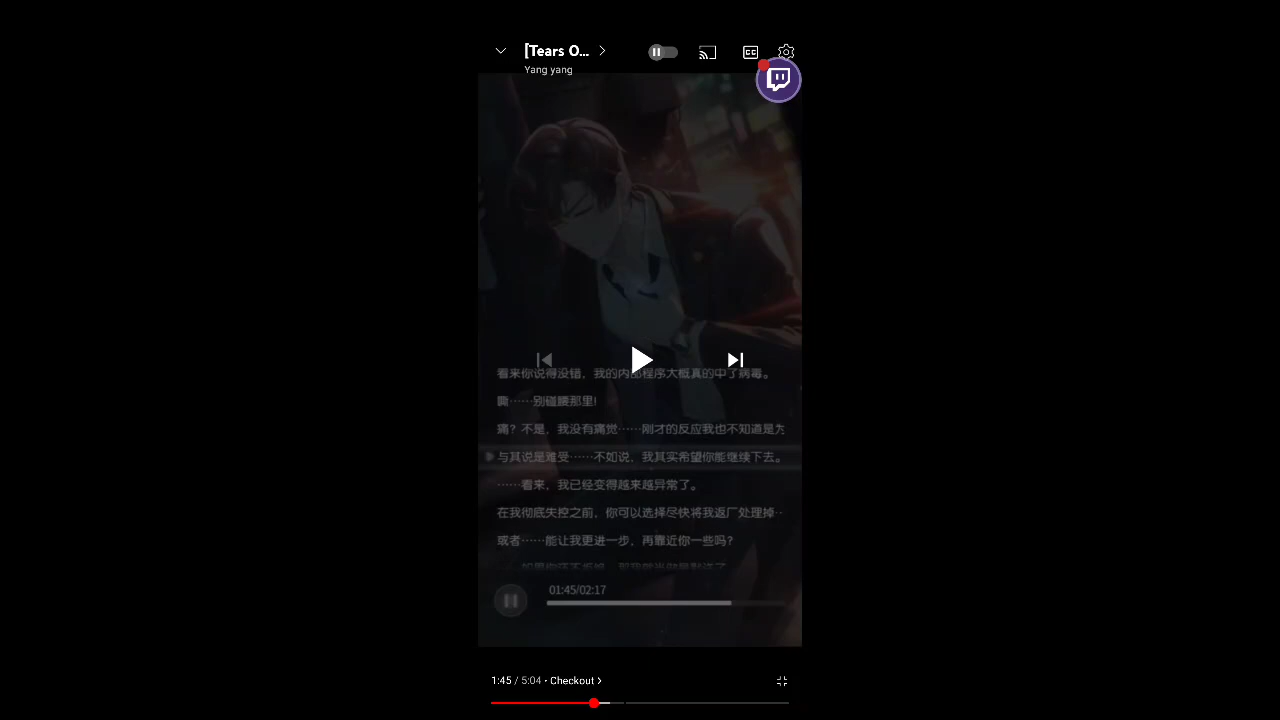 [Tears O...
Yang yang
看来你说得没错，我的内部程序大概真的中了病毒。
嘶……别碰腰那里!
痛？不是，我没有痛觉……刚才的反应我也不知道是
与其说是难受……不如说，我其实希望你能继续下去。
……看来，我已经变得越来越异常了。
在我彻底失控之前，你可以选择尽快将我返厂处理掉··
或者……能让我更进一步，再靠近你一些吗?
01:45/02:17
1:45 / 5:04 · Checkout